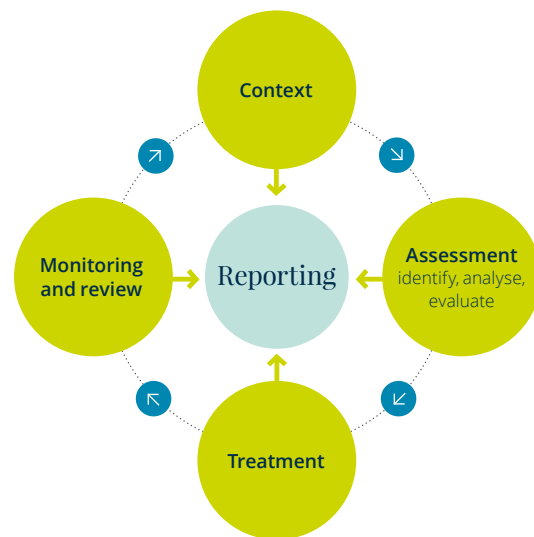 Context
Assessment
identify, analyse,
evaluate
Reporting
Monitoring
and review
Treatment